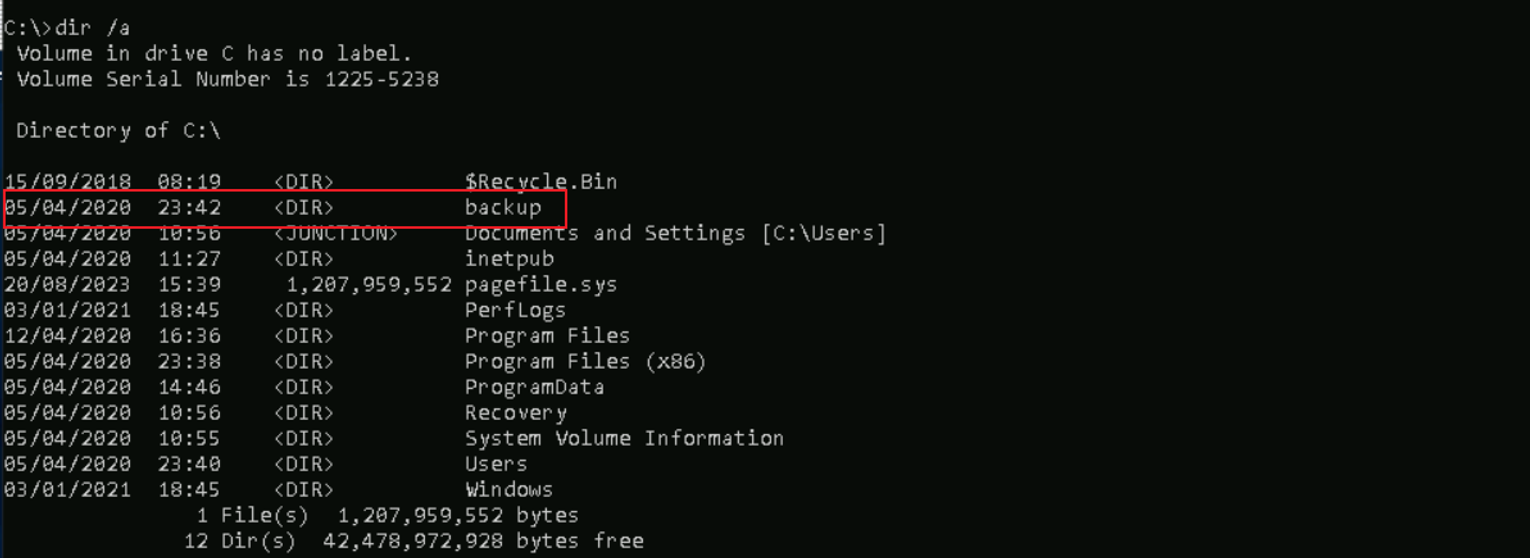 C:\>dir /a
Volume in drive C has no label.
Volume Serial Number is 1225-5238
Directory of C:\
15/09/2018  08:19    <DIR>          $Recycle.Bin
05/04/2020  23:42    <DIR>          backup
05/04/2020  10:56    <JUNCTION>     Documents and Settings [C:\Users]
05/04/2020  11:27    <DIR>          inetpub
20/08/2023  15:39     1,207,959,552 pagefile.sys
03/01/2021  18:45    <DIR>          PerfLogs
12/04/2020  16:36    <DIR>          Program Files
05/04/2020  23:38    <DIR>          Program Files (x86)
05/04/2020  14:46    <DIR>          ProgramData
05/04/2020  10:56    <DIR>          Recovery
05/04/2020  10:55    <DIR>          System Volume Information
05/04/2020  23:40    <DIR>          Users
03/01/2021  18:45    <DIR>          Windows
1 File(s)  1,207,959,552 bytes
12 Dir(s)  42,478,972,928 bytes free